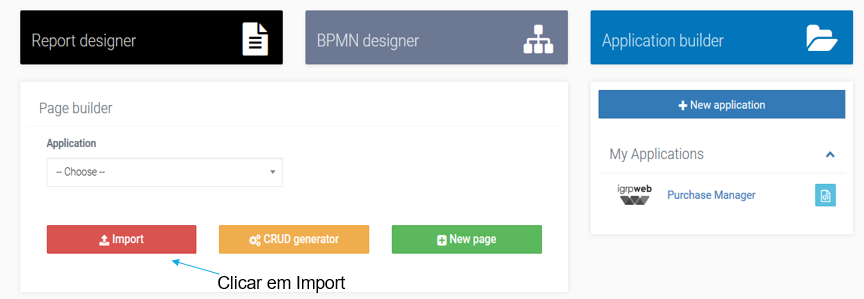 Report designer
BPMN designer
Application builder
Page builder
Application
-- Choose --
Import
CRUD generator
New page
Clicar em Import
New application
My Applications
igrpweb
Purchase Manager